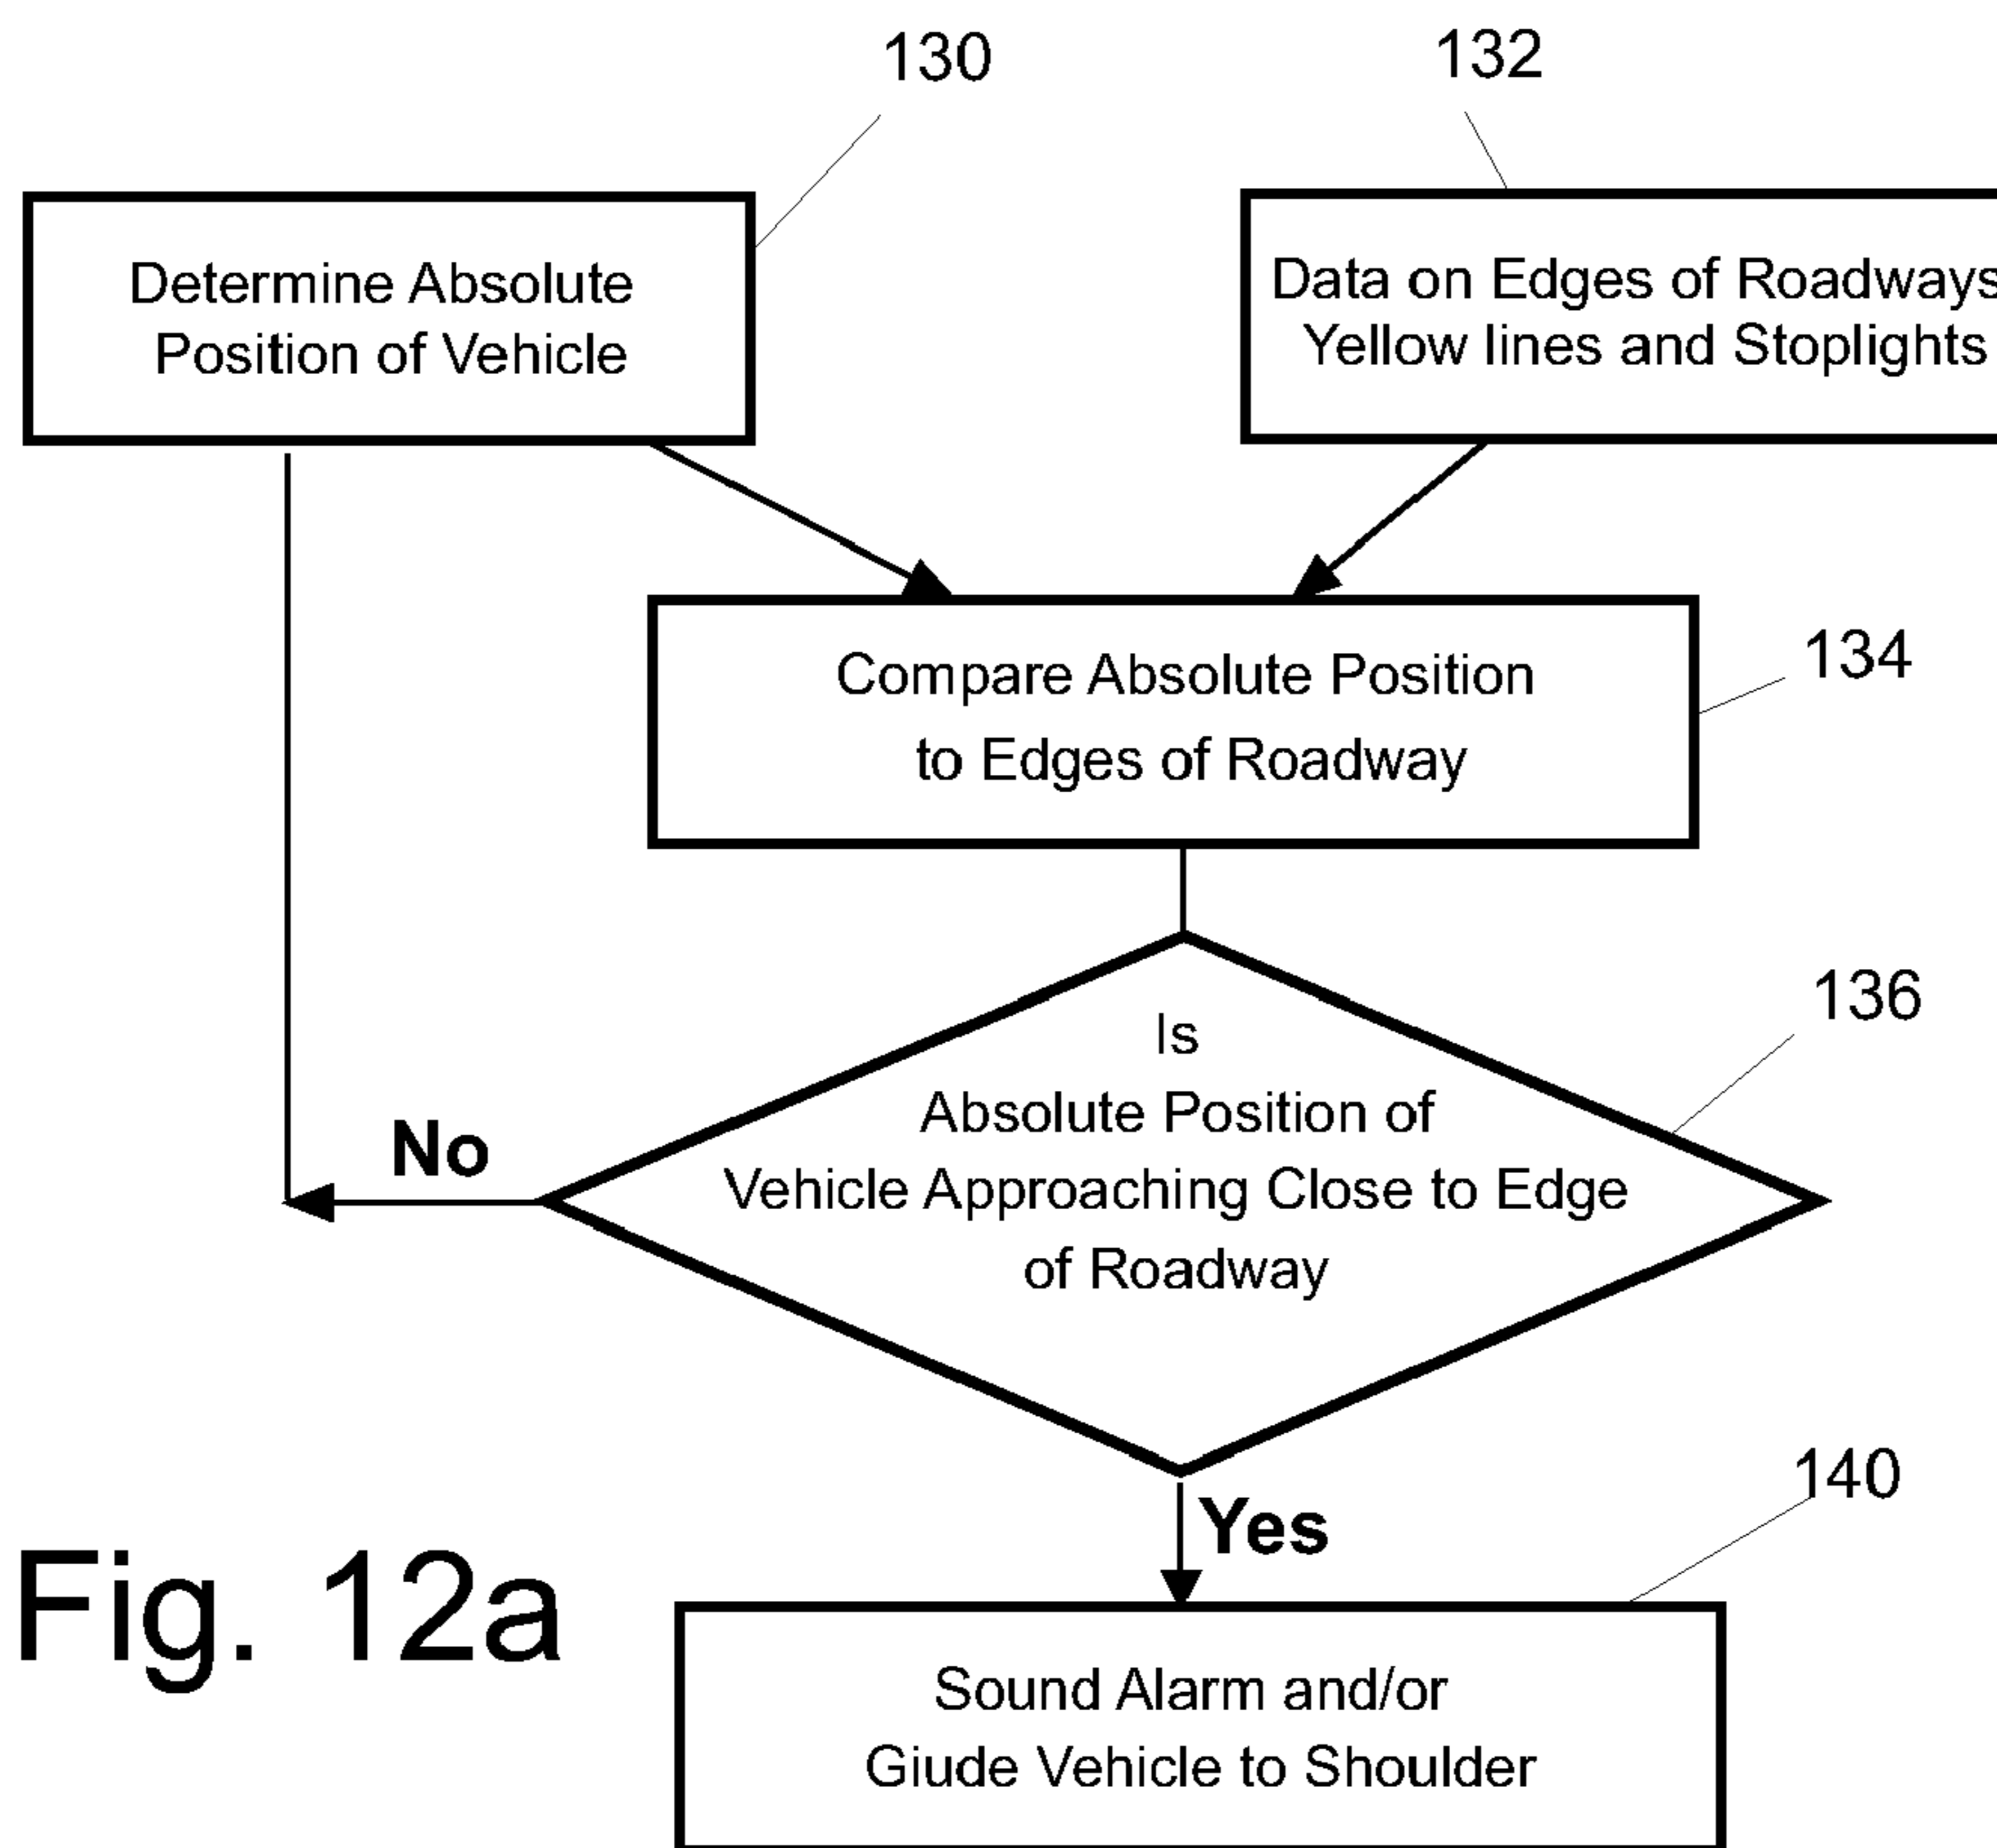 130
132
Determine Absolute
Position of Vehicle
Data on Edges of Roadways
Yellow lines and Stoplights
Compare Absolute Position
to Edges of Roadway
134
Is
Absolute Position of
Vehicle Approaching Close to Edge
of Roadway
136
No
Yes
140
Sound Alarm and/or
Giude Vehicle to Shoulder
Fig. 12a